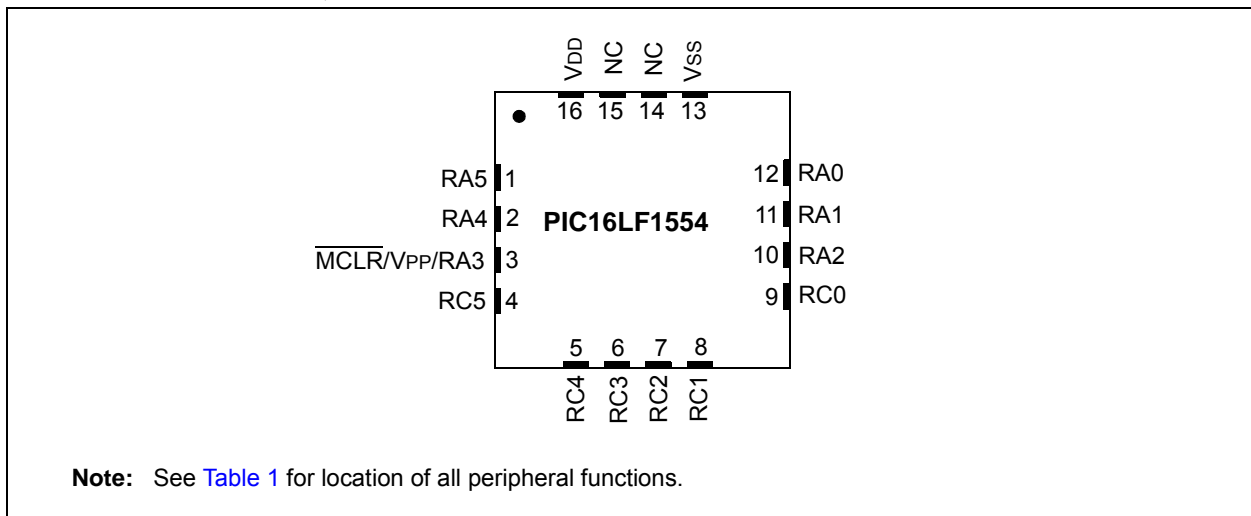 VDD NC NC VSS
16 15 14 13
RA5 1 12 RA0
RA4 2 PIC16LF1554 11 RA1
MCLR/VPP/RA3 3 10 RA2
RC5 4 9 RC0
5 6 7 8
RC4 RC3 RC2 RC1
Note: See Table 1 for location of all peripheral functions.